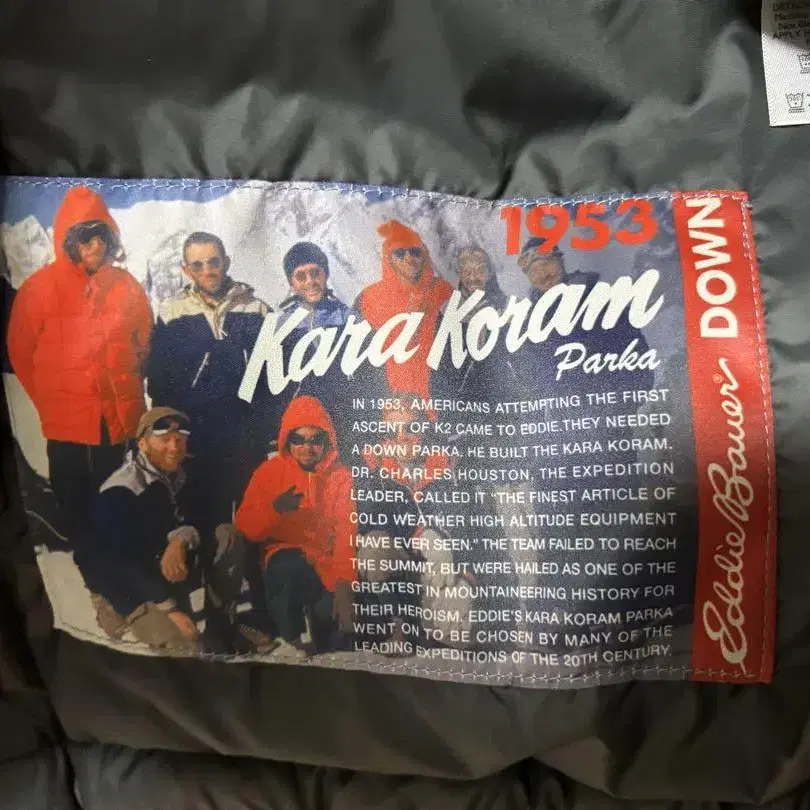 1953
Kara Koram
Parka
IN 1953, AMERICANS ATTEMPTING THE FIRST
ASCENT OF K2 CAME TO EDDIE. THEY NEEDED
A DOWN PARKA. HE BUILT THE KARA KORAM.
DR. CHARLES HOUSTON, THE EXPEDITION
LEADER, CALLED IT "THE FINEST ARTICLE OF
COLD WEATHER HIGH ALTITUDE EQUIPMENT
I HAVE EVER SEEN." THE TEAM FAILED TO REACH
THE SUMMIT, BUT WERE HAILED AS ONE OF THE
GREATEST IN MOUNTAINEERING HISTORY FOR
THEIR HEROISM. EDDIE'S KARA KORAM PARKA
WENT ON TO BE CHOSEN BY MANY OF THE
LEADING EXPEDITIONS OF THE 20TH CENTURY.
Eddie Bauer DOWN